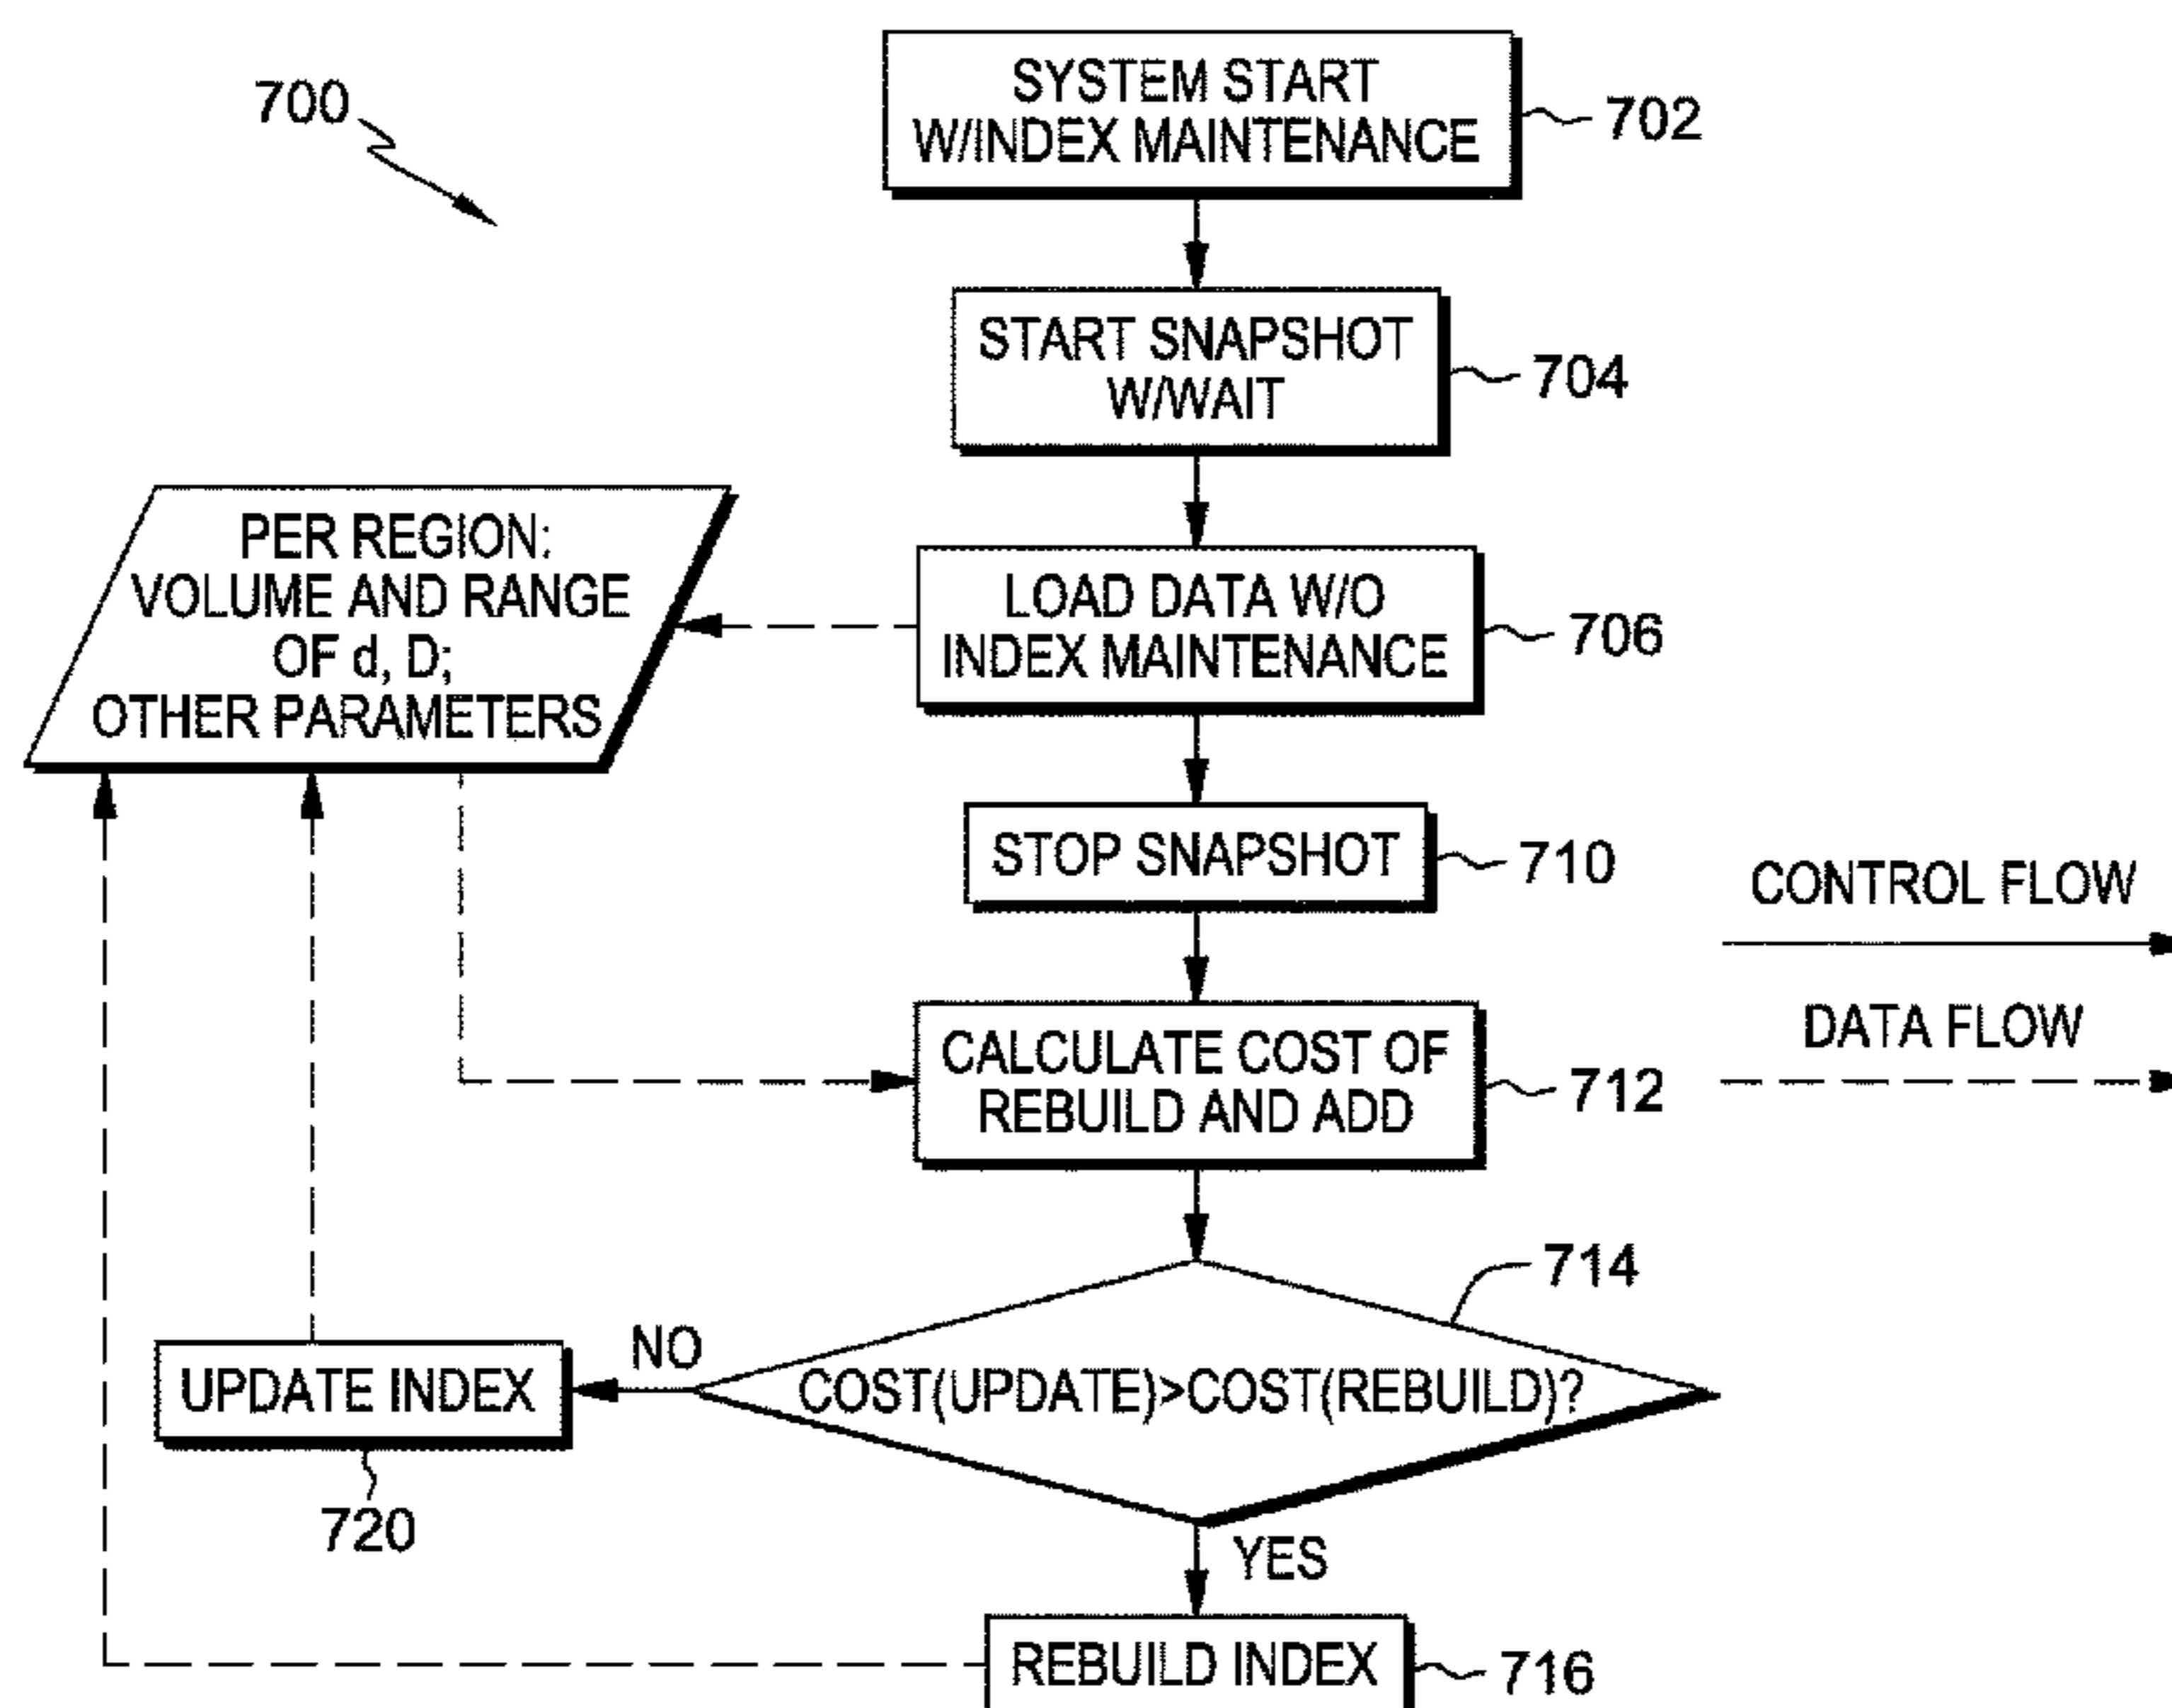 700
SYSTEM START
W/INDEX MAINTENANCE
702
START SNAPSHOT
W/WAIT
704
PER REGION:
VOLUME AND RANGE
OF d, D;
OTHER PARAMETERS
LOAD DATA W/O
INDEX MAINTENANCE
706
STOP SNAPSHOT
710
CONTROL FLOW
DATA FLOW
CALCULATE COST OF
REBUILD AND ADD
712
714
COST(UPDATE)>COST(REBUILD)?
NO
UPDATE INDEX
720
YES
REBUILD INDEX
716